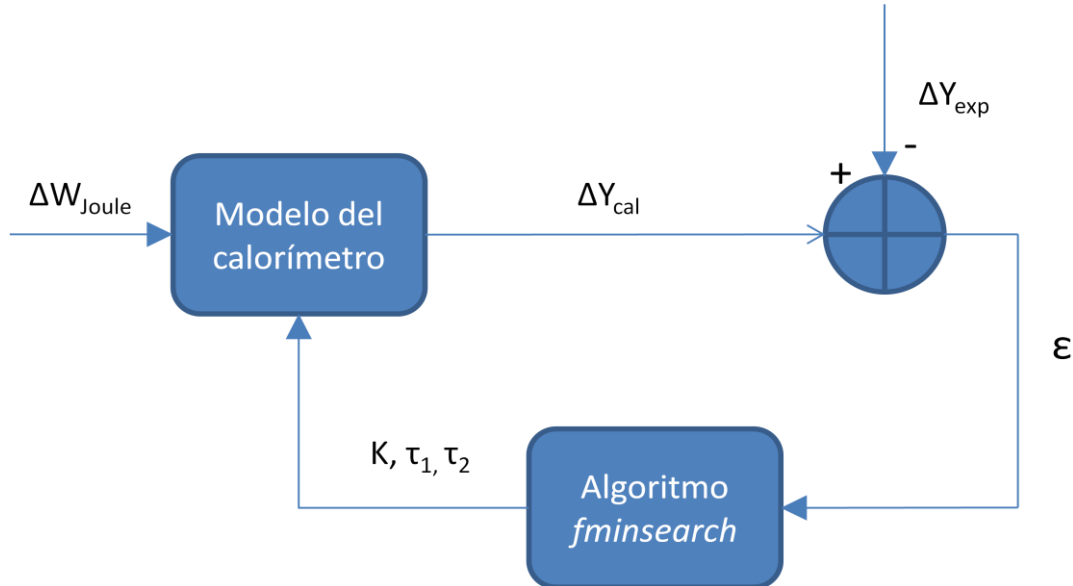 ΔY_exp
-
+
ΔW_Joule
Modelo del
calorímetro
ΔY_cal
ε
K, τ_1, τ_2
Algoritmo
fminsearch